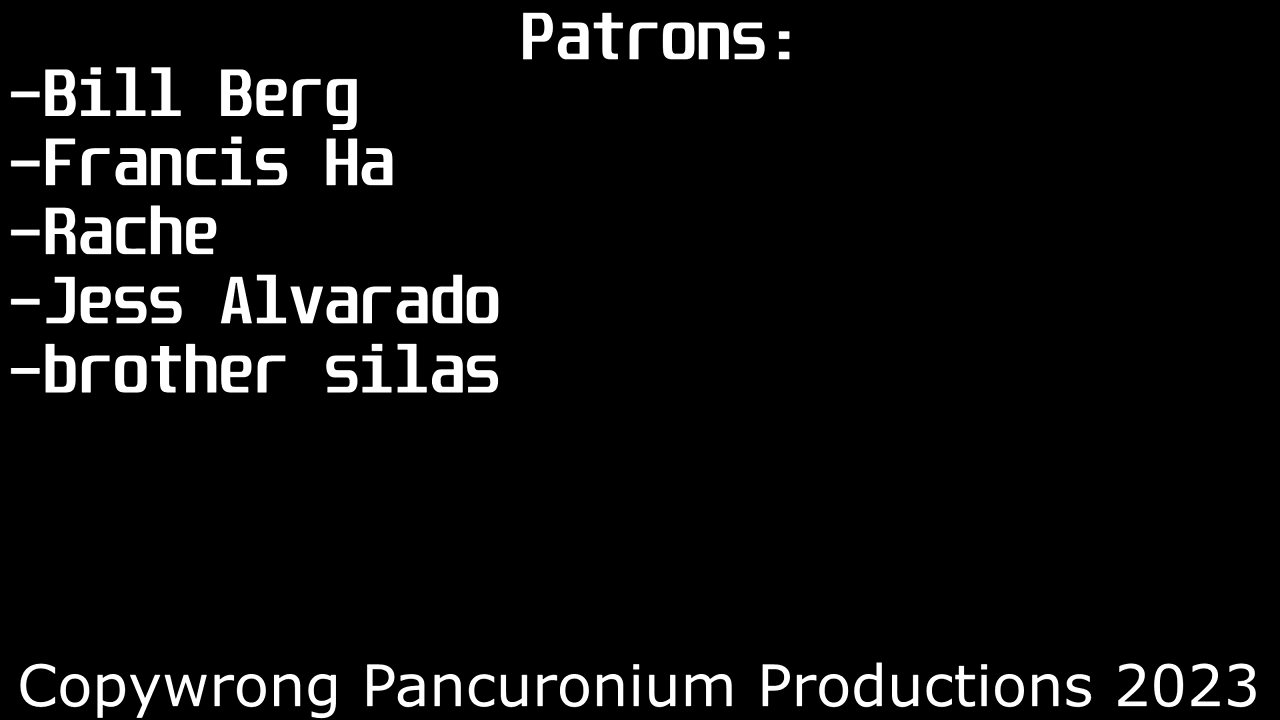 Patrons:
-Bill Berg
-Francis Ha
-Rache
-Jess Alvarado
-brother silas
Copywrong Pancuronium Productions 2023